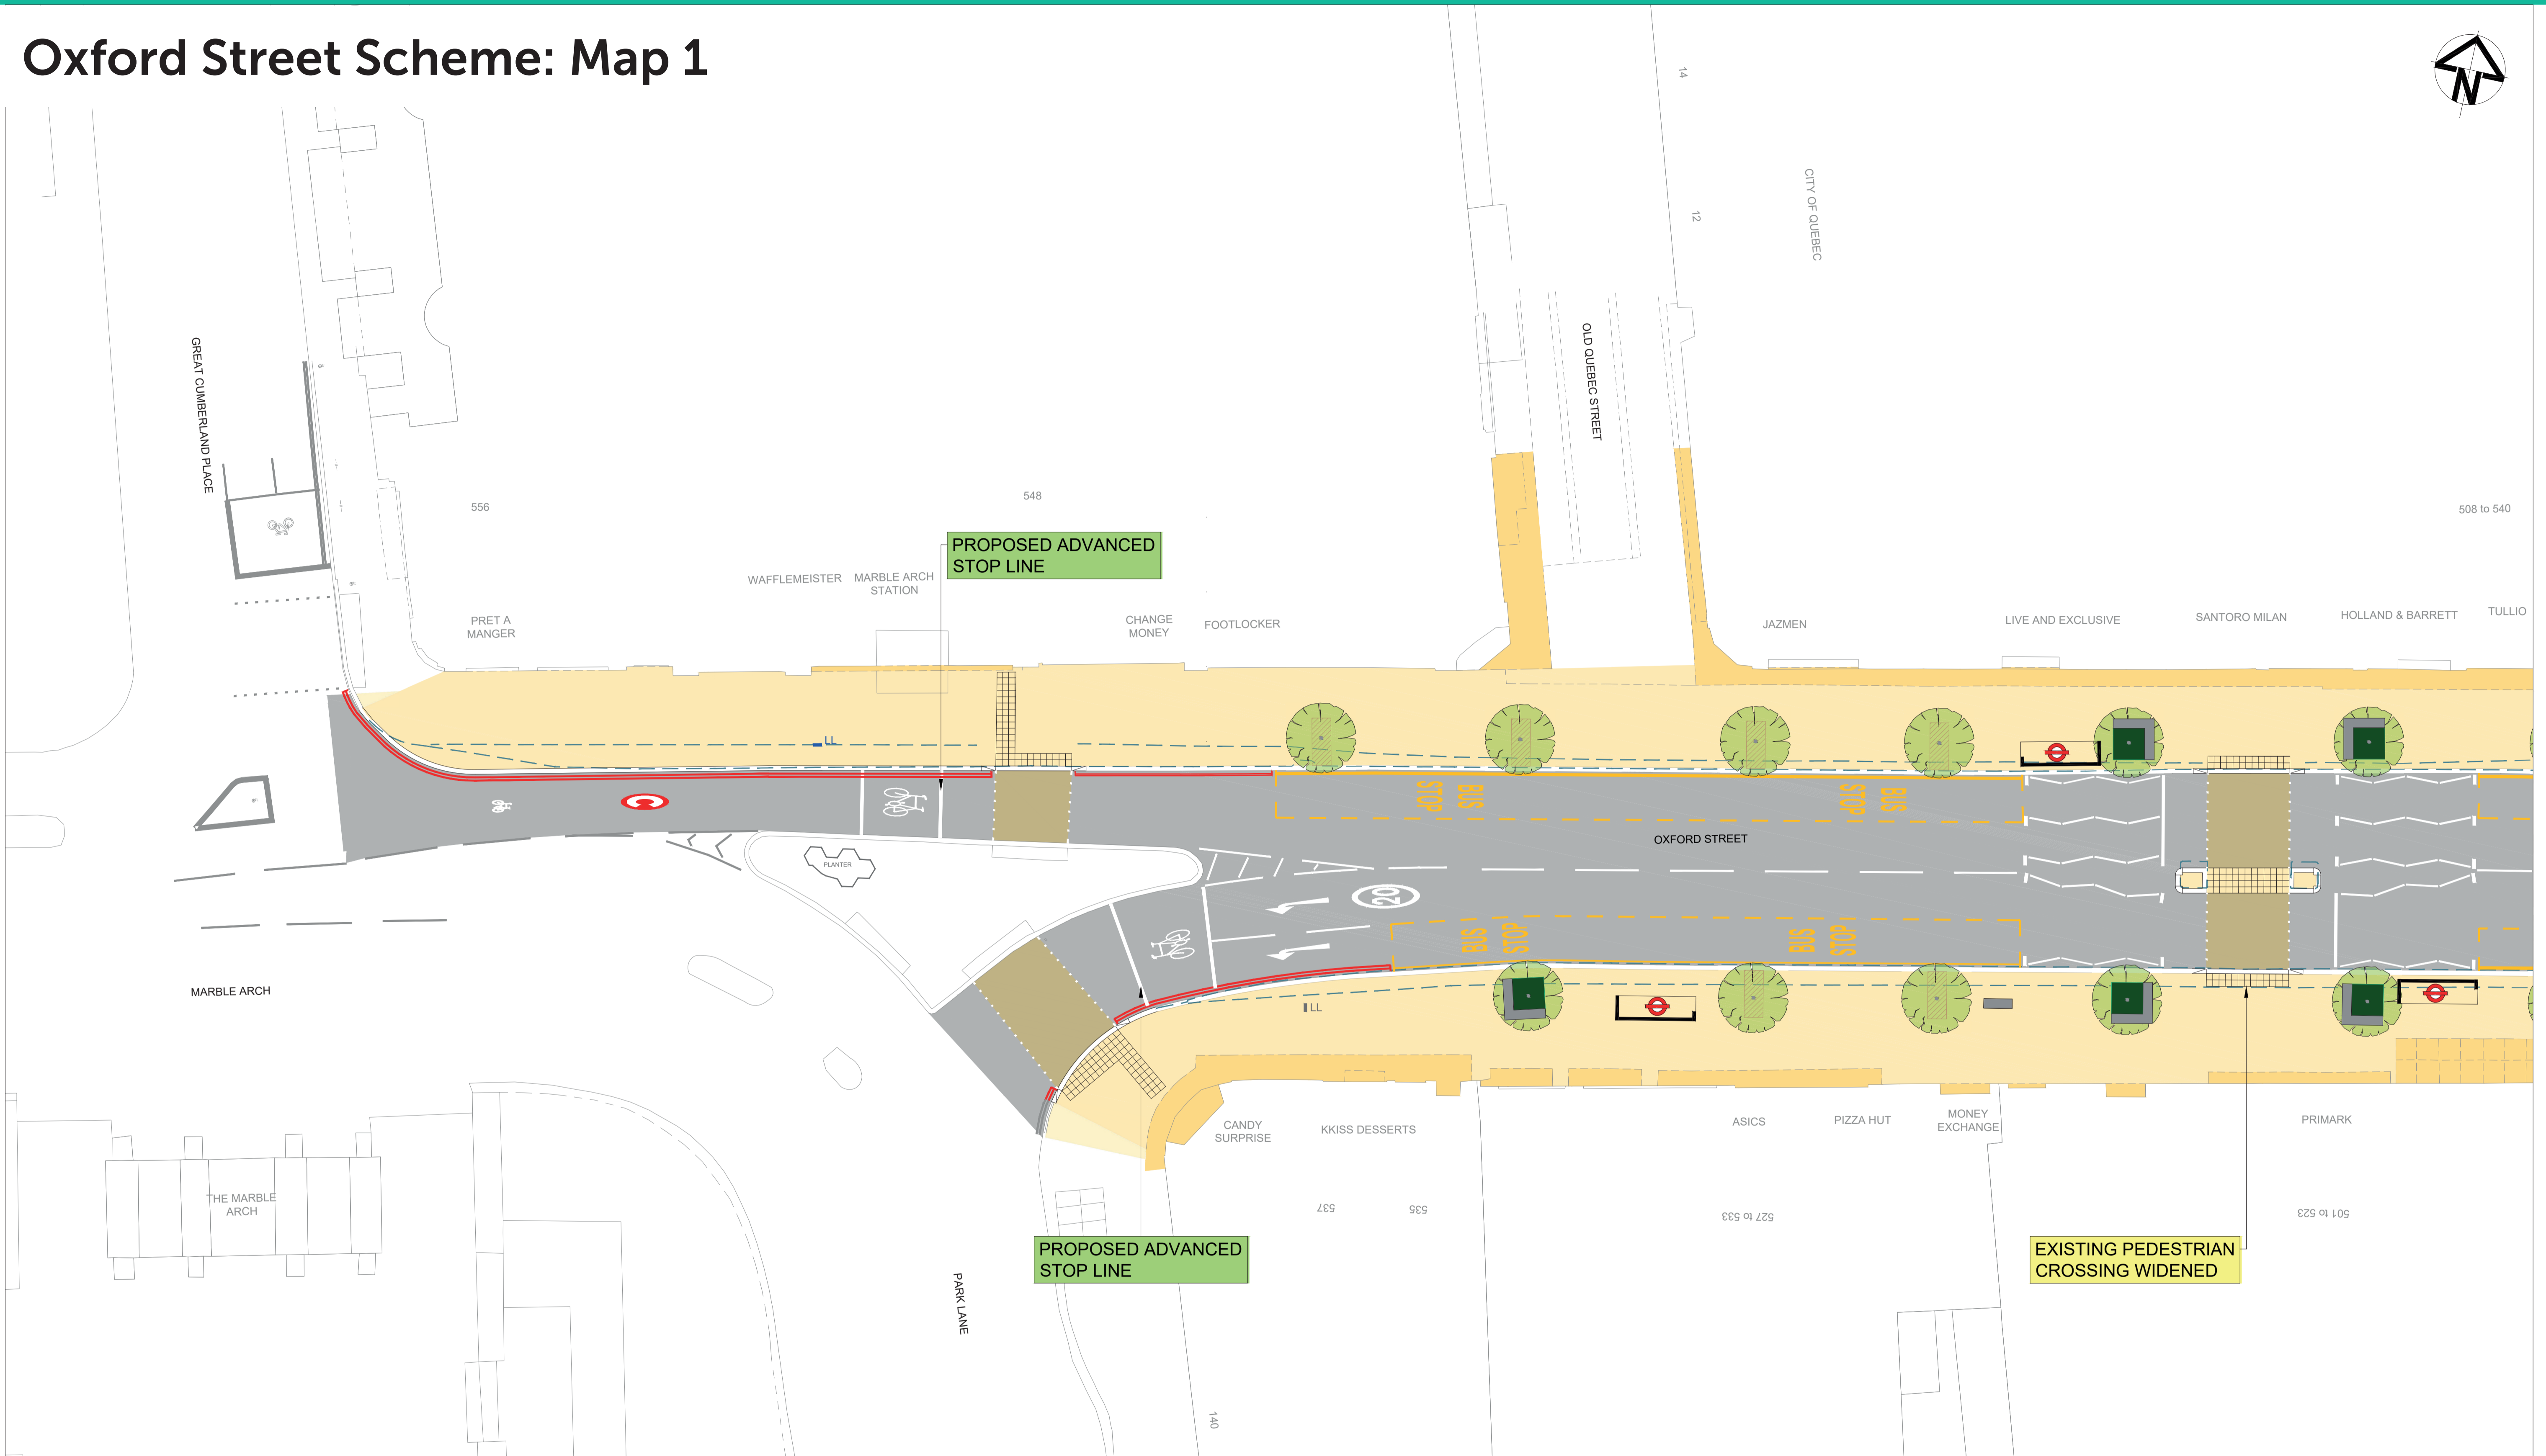 Oxford Street Scheme: Map 1
N
14
12
CITY OF QUEBEC
GREAT CUMBERLAND PLACE
OLD QUEBEC STREET
556
548
508 to 540
PROPOSED ADVANCED
STOP LINE
WAFFLEMEISTER
MARBLE ARCH
STATION
PRET A
MANGER
CHANGE
MONEY
FOOTLOCKER
JAZMEN
LIVE AND EXCLUSIVE
SANTORO MILAN
HOLLAND & BARRETT
TULLIO
LL
C
BUS
STOP
BUS
STOP
OXFORD STREET
PLANTER
20
BUS
STOP
BUS
STOP
MARBLE ARCH
LL
CANDY
SURPRISE
KKISS DESSERTS
ASICS
PIZZA HUT
MONEY
EXCHANGE
PRIMARK
THE MARBLE
ARCH
537
535
527 to 533
501 to 523
PROPOSED ADVANCED
STOP LINE
EXISTING PEDESTRIAN
CROSSING WIDENED
PARK LANE
140